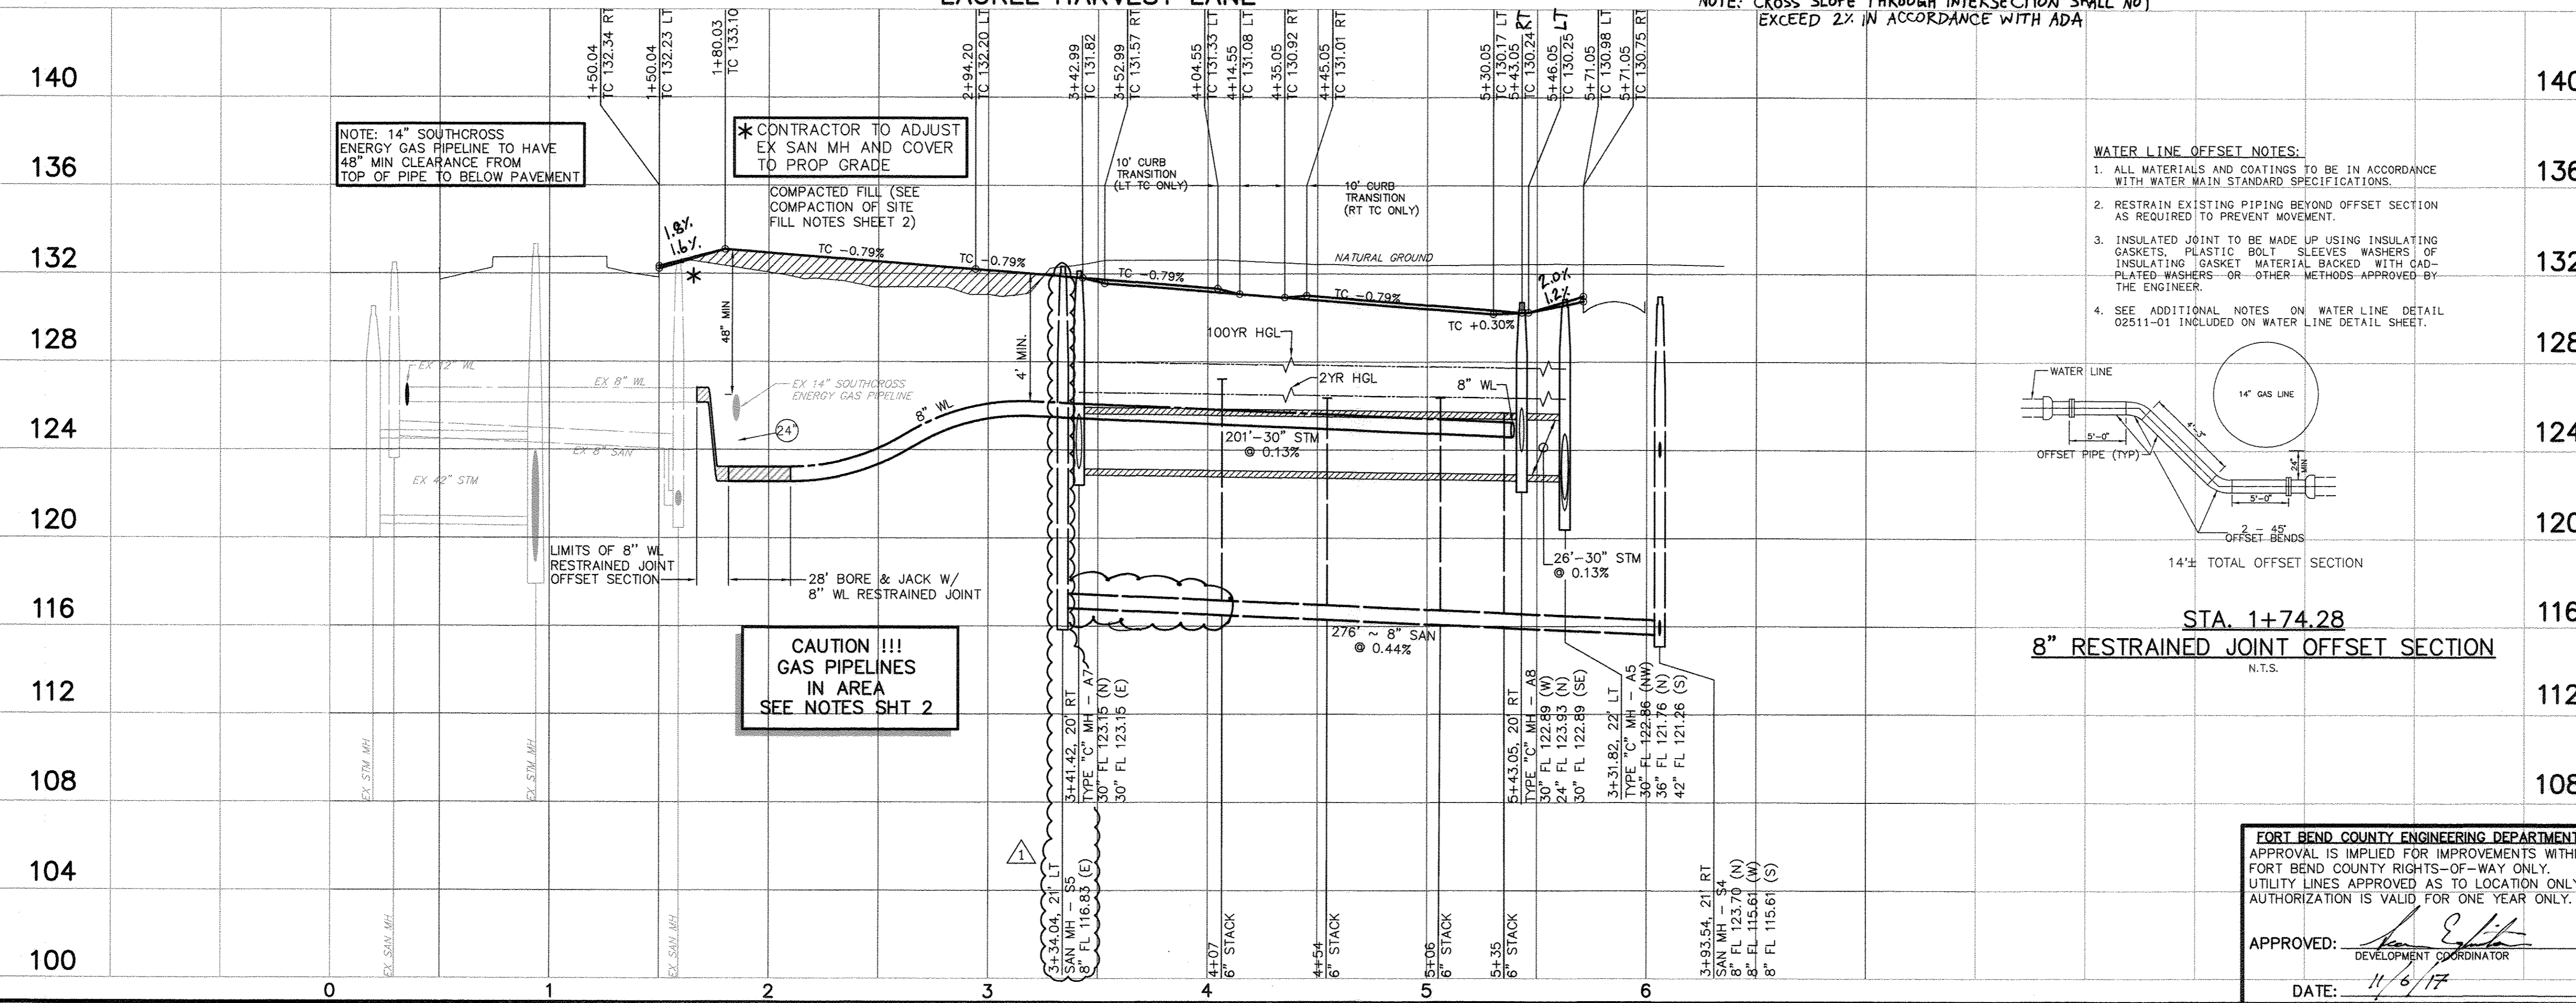 LAUREL HARVEST LANE
NOTE: CROSS SLOPE THROUGH INTERSECTION SHALL NOT
EXCEED 2% IN ACCORDANCE WITH ADA
1+50.04
TC 132.34 RT
1+50.04
TC 132.23 LT
1+80.03
TC 133.10
2+94.20
TC 132.20 LT
3+42.99
TC 131.82
3+52.99
TC 131.57 RT
4+04.55
TC 131.33 LT
4+14.55
TC 131.08 LT
4+35.05
TC 130.92 RT
4+45.05
TC 131.01 RT
5+30.05
TC 130.17 LT
5+43.05
TC 130.24 RT
5+46.05
TC 130.25 LT
5+71.05
TC 130.98 LT
5+71.05
TC 130.75 RT
140
136
132
128
124
120
116
112
108
104
100
NOTE: 14" SOUTHCROSS
ENERGY GAS PIPELINE TO HAVE
48" MIN CLEARANCE FROM
TOP OF PIPE TO BELOW PAVEMENT
* CONTRACTOR TO ADJUST
EX SAN MH AND COVER
TO PROP GRADE
COMPACTED FILL (SEE
COMPACTION OF SITE
FILL NOTES SHEET 2)
10' CURB
TRANSITION
(LT TC ONLY)
10' CURB
TRANSITION
(RT TC ONLY)
1.8%
1.6%
*
TC -0.79%
TC -0.79%
TC -0.79%
TC -0.79%
NATURAL GROUND
2.0%
1.2%
TC +0.30%
48" MIN
4' MIN.
100YR HGL
2YR HGL
8" WL
EX 12" WL
EX 8" WL
EX 14" SOUTHCROSS
ENERGY GAS PIPELINE
8" WL
24"
EX 8" SAN
EX 42" STM
201'-30" STM
@ 0.13%
26'-30" STM
@ 0.13%
LIMITS OF 8" WL
RESTRAINED JOINT
OFFSET SECTION
28' BORE & JACK W/
8" WL RESTRAINED JOINT
276' ~ 8" SAN
@ 0.44%
CAUTION !!!
GAS PIPELINES
IN AREA
SEE NOTES SHT 2
EX STM MH
EX STM MH
EX SAN MH
EX SAN MH
1
3+34.04, 21' LT
SAN MH - S5
8" FL 116.83 (E)
3+41.42, 20' RT
TYPE "C" MH - A7
30" FL 123.15 (N)
30" FL 123.15 (E)
4+07
6" STACK
4+54
6" STACK
5+06
6" STACK
5+35
6" STACK
5+43.05, 20' RT
TYPE "C" MH - A8
30" FL 122.89 (W)
24" FL 123.93 (N)
30" FL 122.89 (SE)
3+31.82, 22' LT
TYPE "C" MH - A5
30" FL 122.86 (NW)
36" FL 121.76 (N)
42" FL 121.26 (S)
3+93.54, 21' RT
SAN MH - S4
8" FL 123.70 (N)
8" FL 115.61 (W)
8" FL 115.61 (S)
0
1
2
3
4
5
6
WATER LINE OFFSET NOTES:
1. ALL MATERIALS AND COATINGS TO BE IN ACCORDANCE
WITH WATER MAIN STANDARD SPECIFICATIONS.
2. RESTRAIN EXISTING PIPING BEYOND OFFSET SECTION
AS REQUIRED TO PREVENT MOVEMENT.
3. INSULATED JOINT TO BE MADE UP USING INSULATING
GASKETS, PLASTIC BOLT SLEEVES WASHERS OF
INSULATING GASKET MATERIAL BACKED WITH CAD-
PLATED WASHERS OR OTHER METHODS APPROVED BY
THE ENGINEER.
4. SEE ADDITIONAL NOTES ON WATER LINE DETAIL
02511-01 INCLUDED ON WATER LINE DETAIL SHEET.
WATER LINE
14" GAS LINE
5'-0"
4'-3"
OFFSET PIPE (TYP)
24"
MIN
5'-0"
2 - 45°
OFFSET BENDS
14'± TOTAL OFFSET SECTION
STA. 1+74.28
8" RESTRAINED JOINT OFFSET SECTION
N.T.S.
140
136
132
128
124
120
116
112
108
FORT BEND COUNTY ENGINEERING DEPARTMENT
APPROVAL IS IMPLIED FOR IMPROVEMENTS WITHI
FORT BEND COUNTY RIGHTS-OF-WAY ONLY.
UTILITY LINES APPROVED AS TO LOCATION ONLY
AUTHORIZATION IS VALID FOR ONE YEAR ONLY.
APPROVED:
DEVELOPMENT COORDINATOR
DATE: 11/6/17